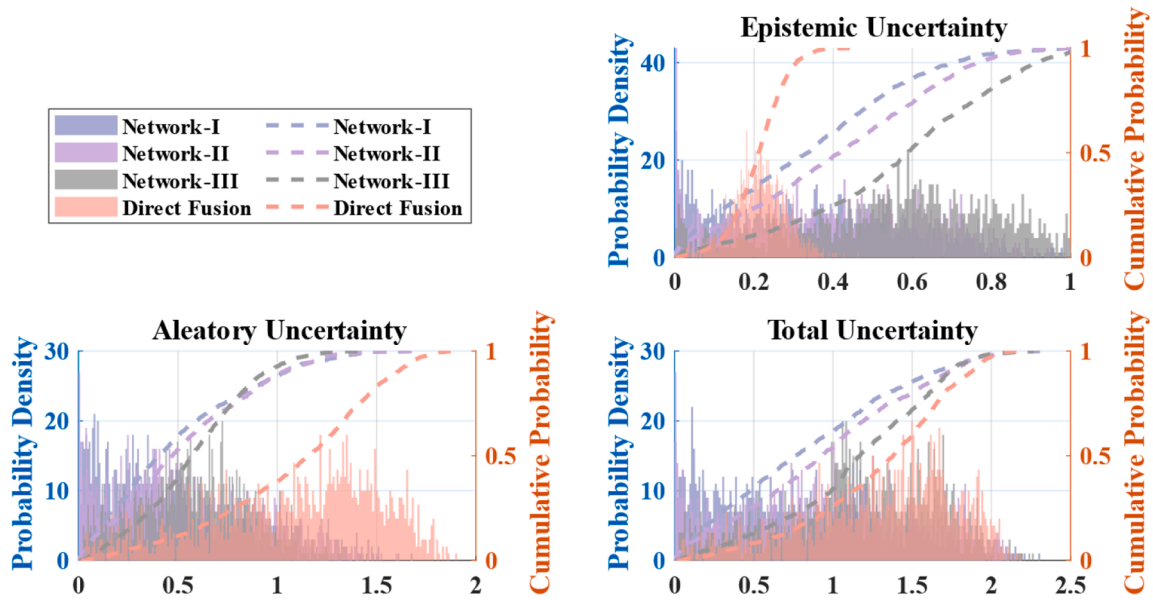 Epistemic Uncertainty
Probability Density
40
20
0
Cumulative Probability
1
0.5
0
0 0.2 0.4 0.6 0.8 1
Network-I Network-I
Network-II Network-II
Network-III Network-III
Direct Fusion Direct Fusion
Aleatory Uncertainty
Probability Density
30
20
10
0
Cumulative Probability
1
0.5
0
0 0.5 1 1.5 2
Total Uncertainty
Probability Density
30
20
10
0
Cumulative Probability
1
0.5
0
0 0.5 1 1.5 2 2.5